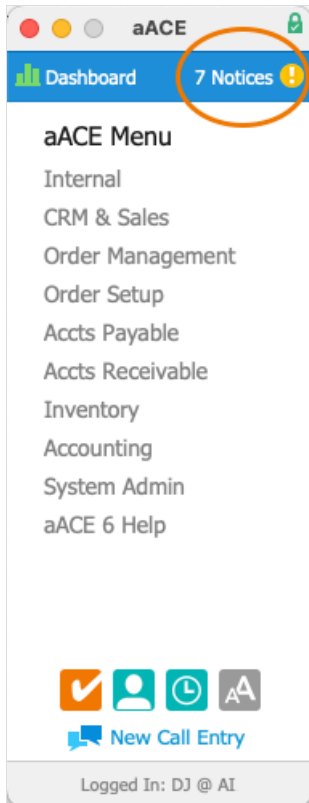 aACE
Dashboard 7 Notices
aACE Menu
Internal
CRM & Sales
Order Management
Order Setup
Accts Payable
Accts Receivable
Inventory
Accounting
System Admin
aACE 6 Help
AA
New Call Entry
Logged In: DJ @ AI